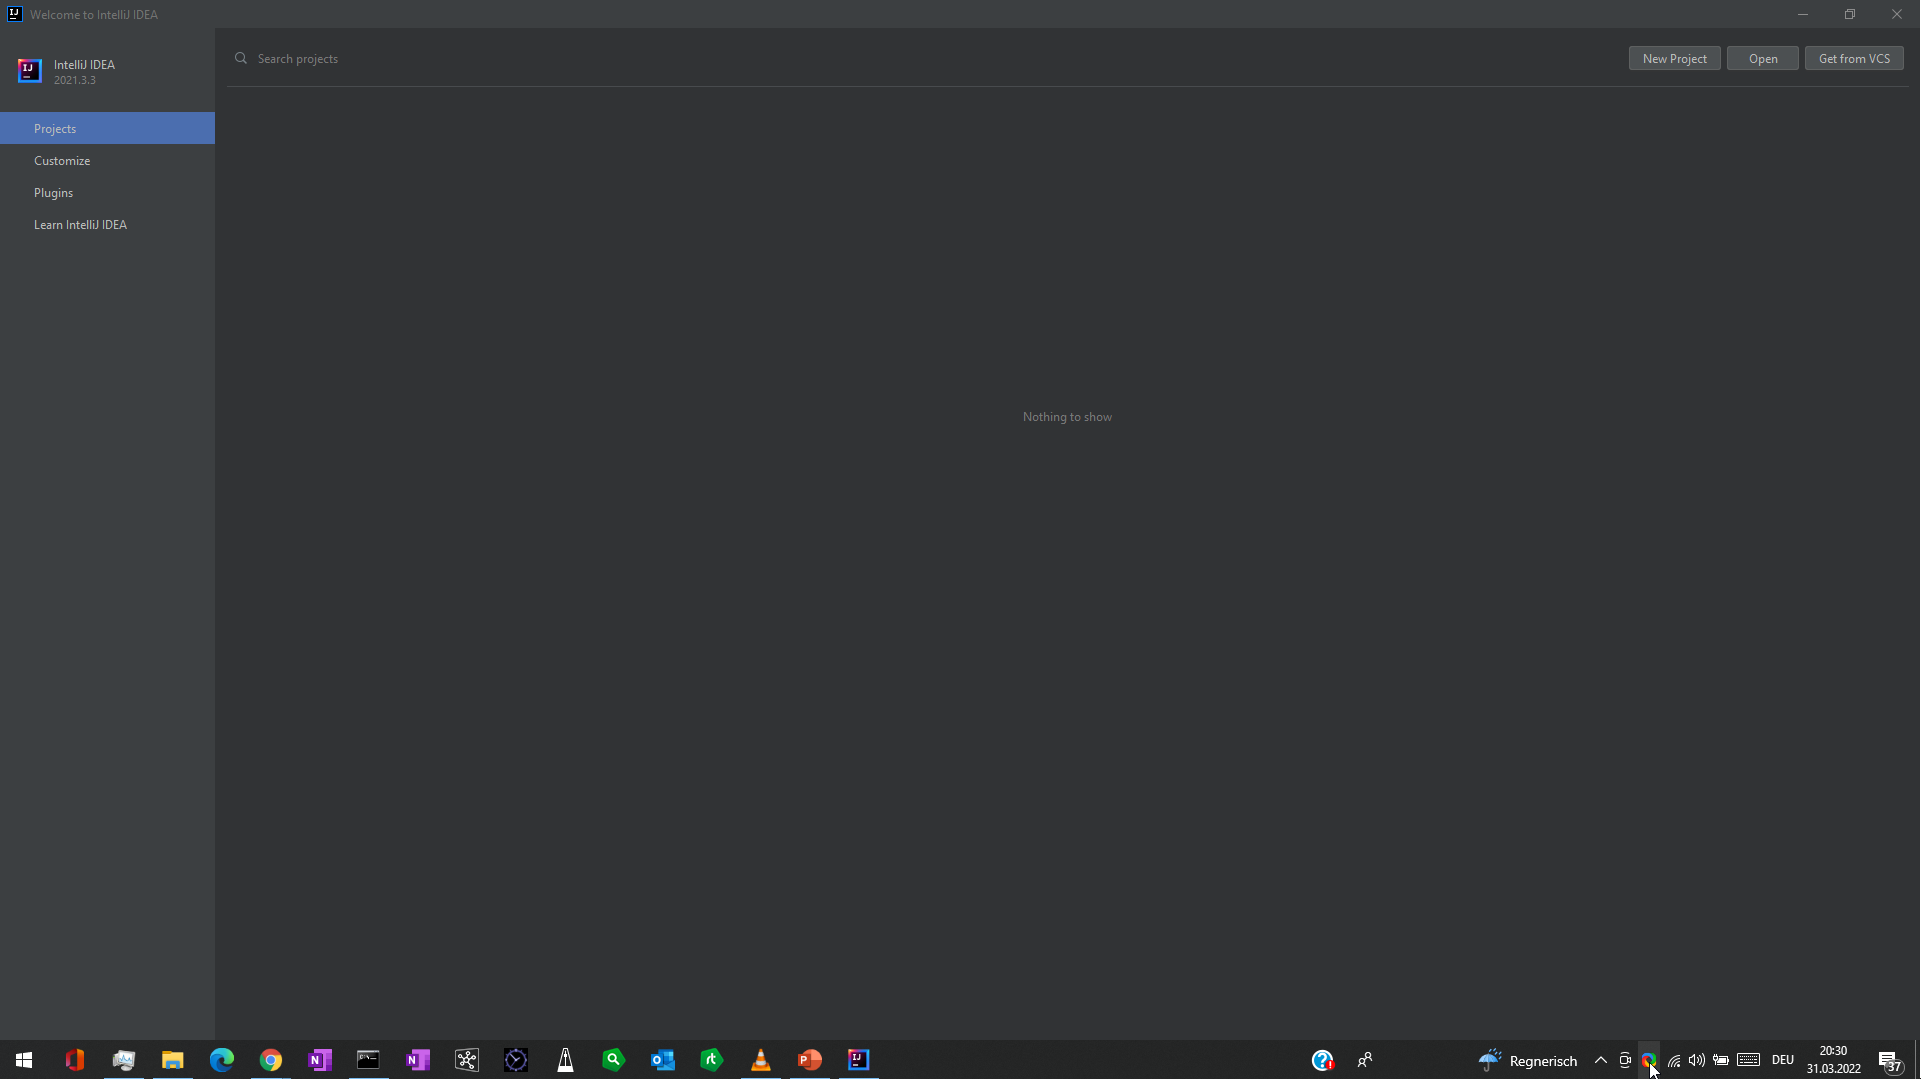 Welcome to IntelliJ IDEA
IntelliJ IDEA
2021.3.3
Search projects
New Project
Open
Get from VCS
Projects
Customize
Plugins
Learn IntelliJ IDEA
Nothing to show
Regnerisch
DEU
20:30
31.03.2022
37